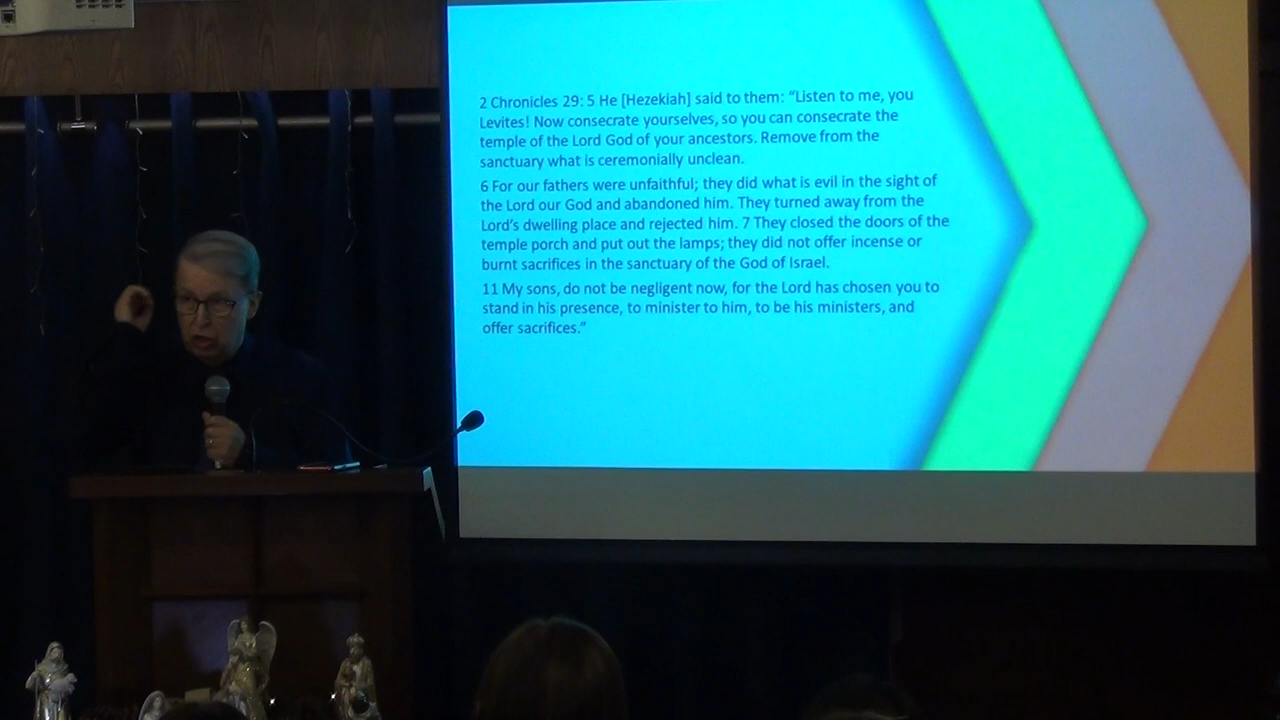 2 Chronicles 29: 5 He [Hezekiah] said to them: “Listen to me, you
Levites! Now consecrate yourselves, so you can consecrate the
temple of the Lord God of your ancestors. Remove from the
sanctuary what is ceremonially unclean.
6 For our fathers were unfaithful; they did what is evil in the sight of
the Lord our God and abandoned him. They turned away from the
Lord’s dwelling place and rejected him. 7 They closed the doors of the
temple porch and put out the lamps; they did not offer incense or
burnt sacrifices in the sanctuary of the God of Israel.
11 My sons, do not be negligent now, for the Lord has chosen you to
stand in his presence, to minister to him, to be his ministers, and
offer sacrifices.”